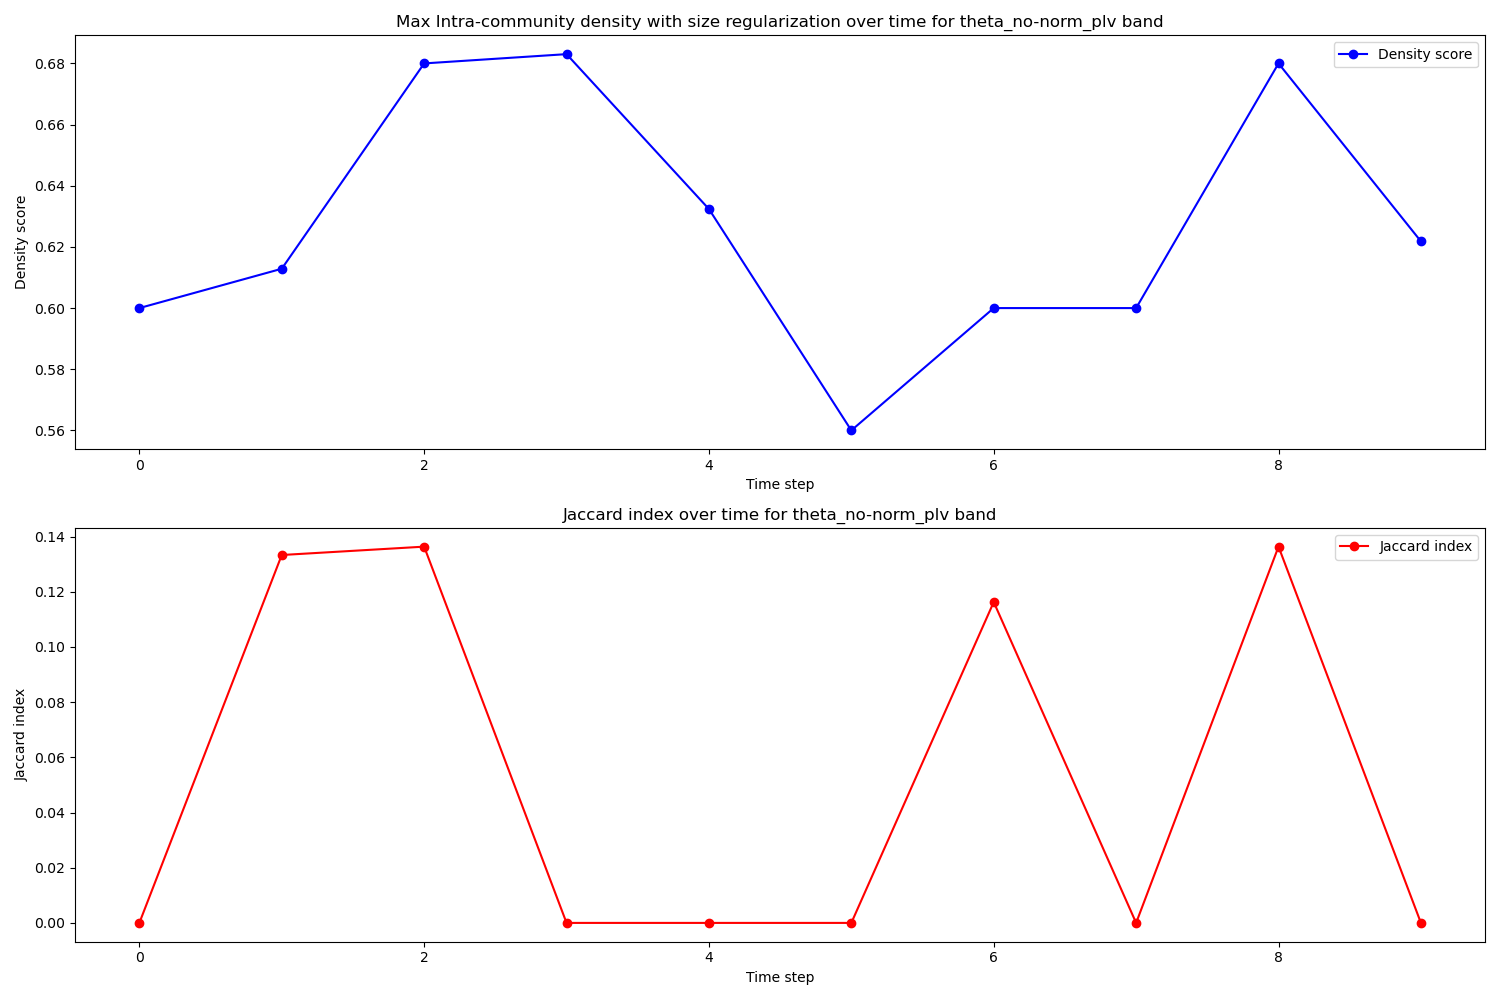 Max Intra-community density with size regularization over time for theta_no-norm_plv band
Density score
0.68
0.66
0.64
0.62
0.60
0.58
0.56
Density score
0 2 4 6 8
Time step
Jaccard index over time for theta_no-norm_plv band
Jaccard index
0.14
0.12
0.10
0.08
0.06
0.04
0.02
0.00
Jaccard index
0 2 4 6 8
Time step